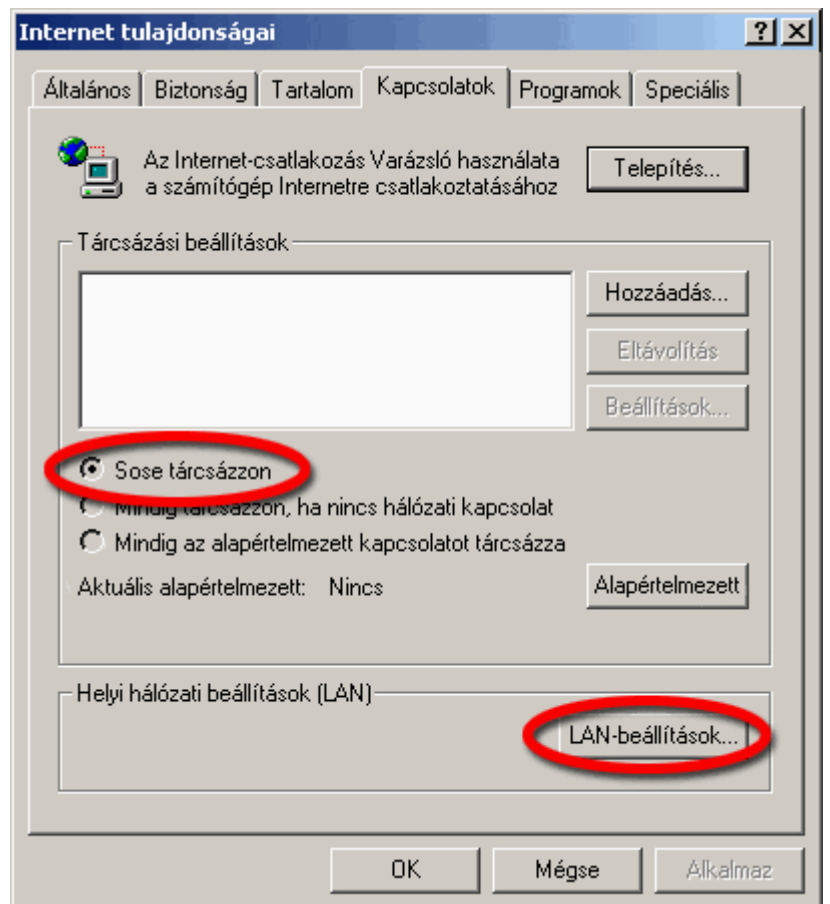 Internet tulajdonságai
Általános
Biztonság
Tartalom
Kapcsolatok
Programok
Speciális
Az Internet-csatlakozás Varázsló használata
a számítógép Internetre csatlakoztatásához
Telepítés...
Tárcsázási beállítások
Hozzáadás...
Eltávolítás
Beállítások...
Sose tárcsázzon
Mindig tárcsázzon, ha nincs hálózati kapcsolat
Mindig az alapértelmezett kapcsolatot tárcsázza
Aktuális alapértelmezett: Nincs
Alapértelmezett
Helyi hálózati beállítások (LAN)
LAN-beállítások...
OK
Mégse
Alkalmaz